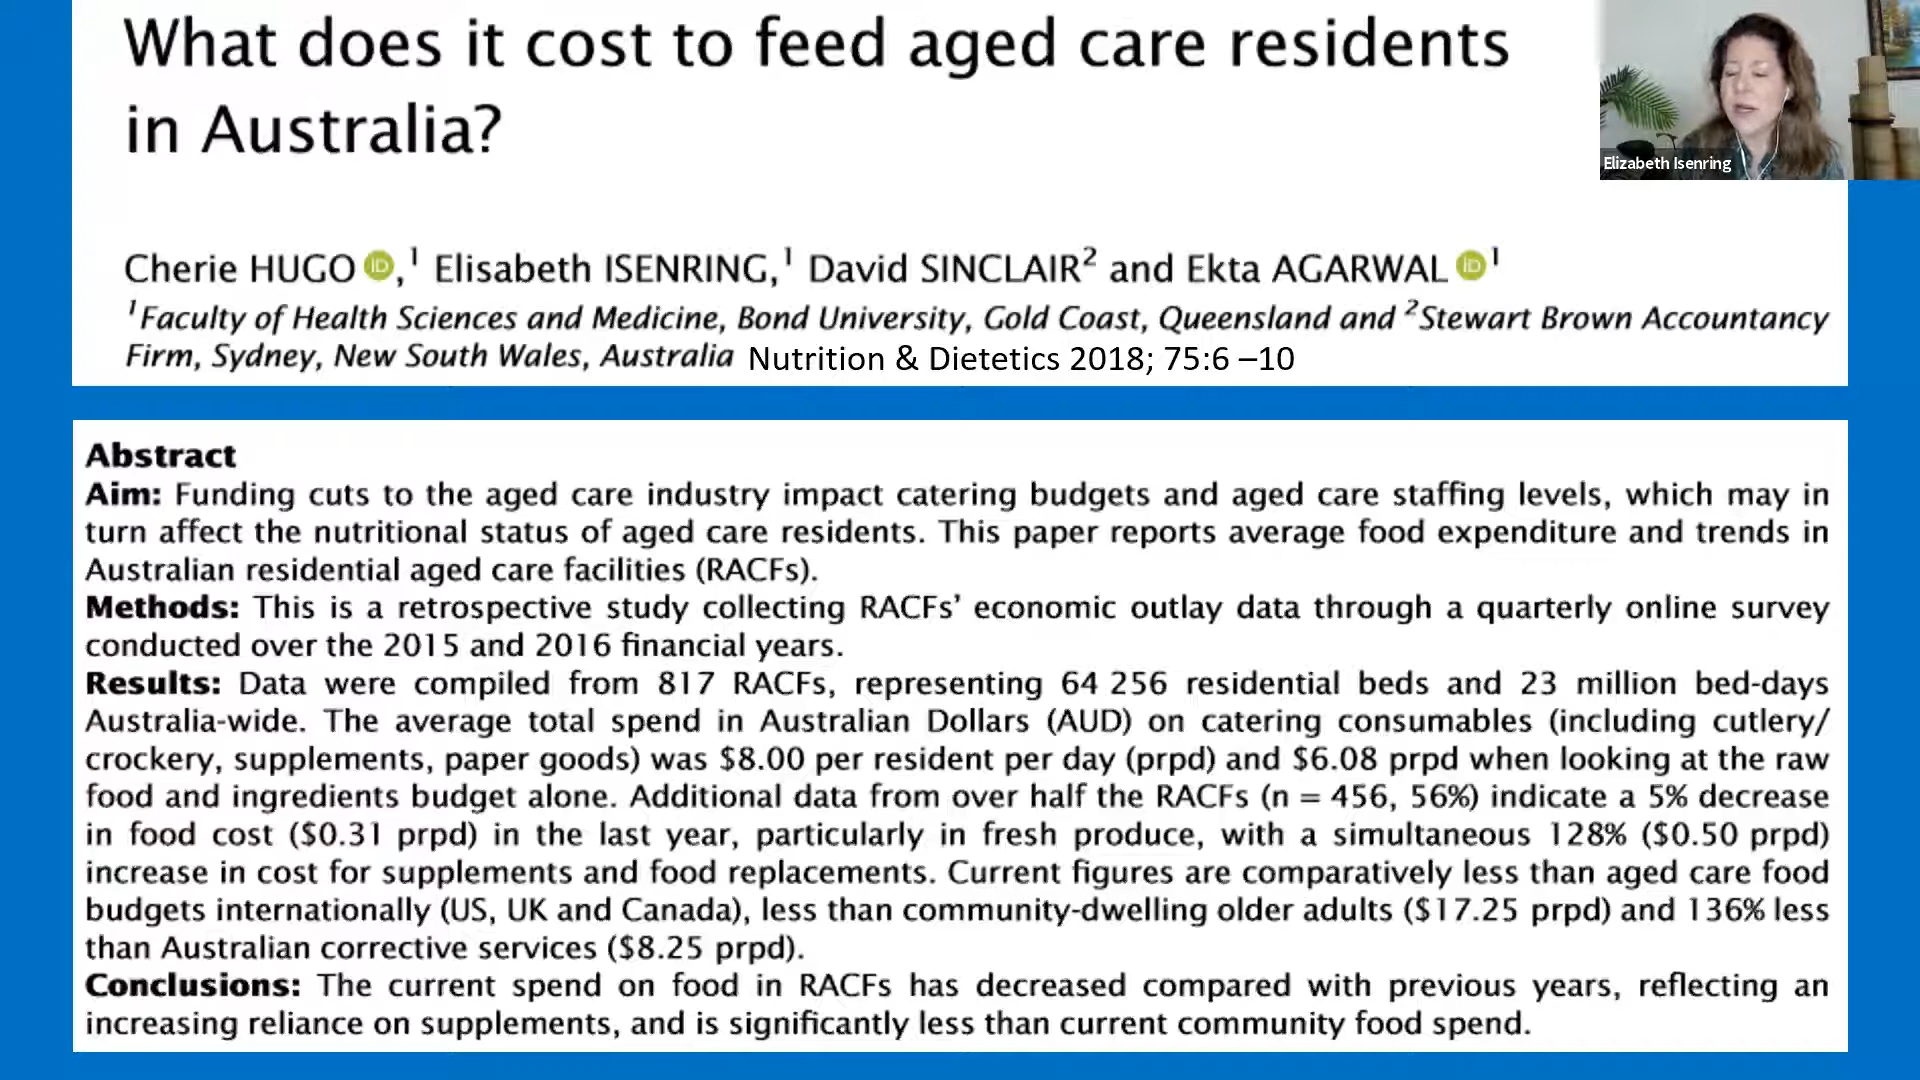 What does it cost to feed aged care residents
in Australia?
Elizabeth Isenring
Cherie HUGO iD,1 Elisabeth ISENRING,1 David SINCLAIR2 and Ekta AGARWAL iD1
1Faculty of Health Sciences and Medicine, Bond University, Gold Coast, Queensland and 2Stewart Brown Accountancy
Firm, Sydney, New South Wales, Australia Nutrition & Dietetics 2018; 75:6 –10
Abstract
Aim: Funding cuts to the aged care industry impact catering budgets and aged care staffing levels, which may in
turn affect the nutritional status of aged care residents. This paper reports average food expenditure and trends in
Australian residential aged care facilities (RACFs).
Methods: This is a retrospective study collecting RACFs' economic outlay data through a quarterly online survey
conducted over the 2015 and 2016 financial years.
Results: Data were compiled from 817 RACFs, representing 64 256 residential beds and 23 million bed-days
Australia-wide. The average total spend in Australian Dollars (AUD) on catering consumables (including cutlery/
crockery, supplements, paper goods) was $8.00 per resident per day (prpd) and $6.08 prpd when looking at the raw
food and ingredients budget alone. Additional data from over half the RACFs (n = 456, 56%) indicate a 5% decrease
in food cost ($0.31 prpd) in the last year, particularly in fresh produce, with a simultaneous 128% ($0.50 prpd)
increase in cost for supplements and food replacements. Current figures are comparatively less than aged care food
budgets internationally (US, UK and Canada), less than community-dwelling older adults ($17.25 prpd) and 136% less
than Australian corrective services ($8.25 prpd).
Conclusions: The current spend on food in RACFs has decreased compared with previous years, reflecting an
increasing reliance on supplements, and is significantly less than current community food spend.